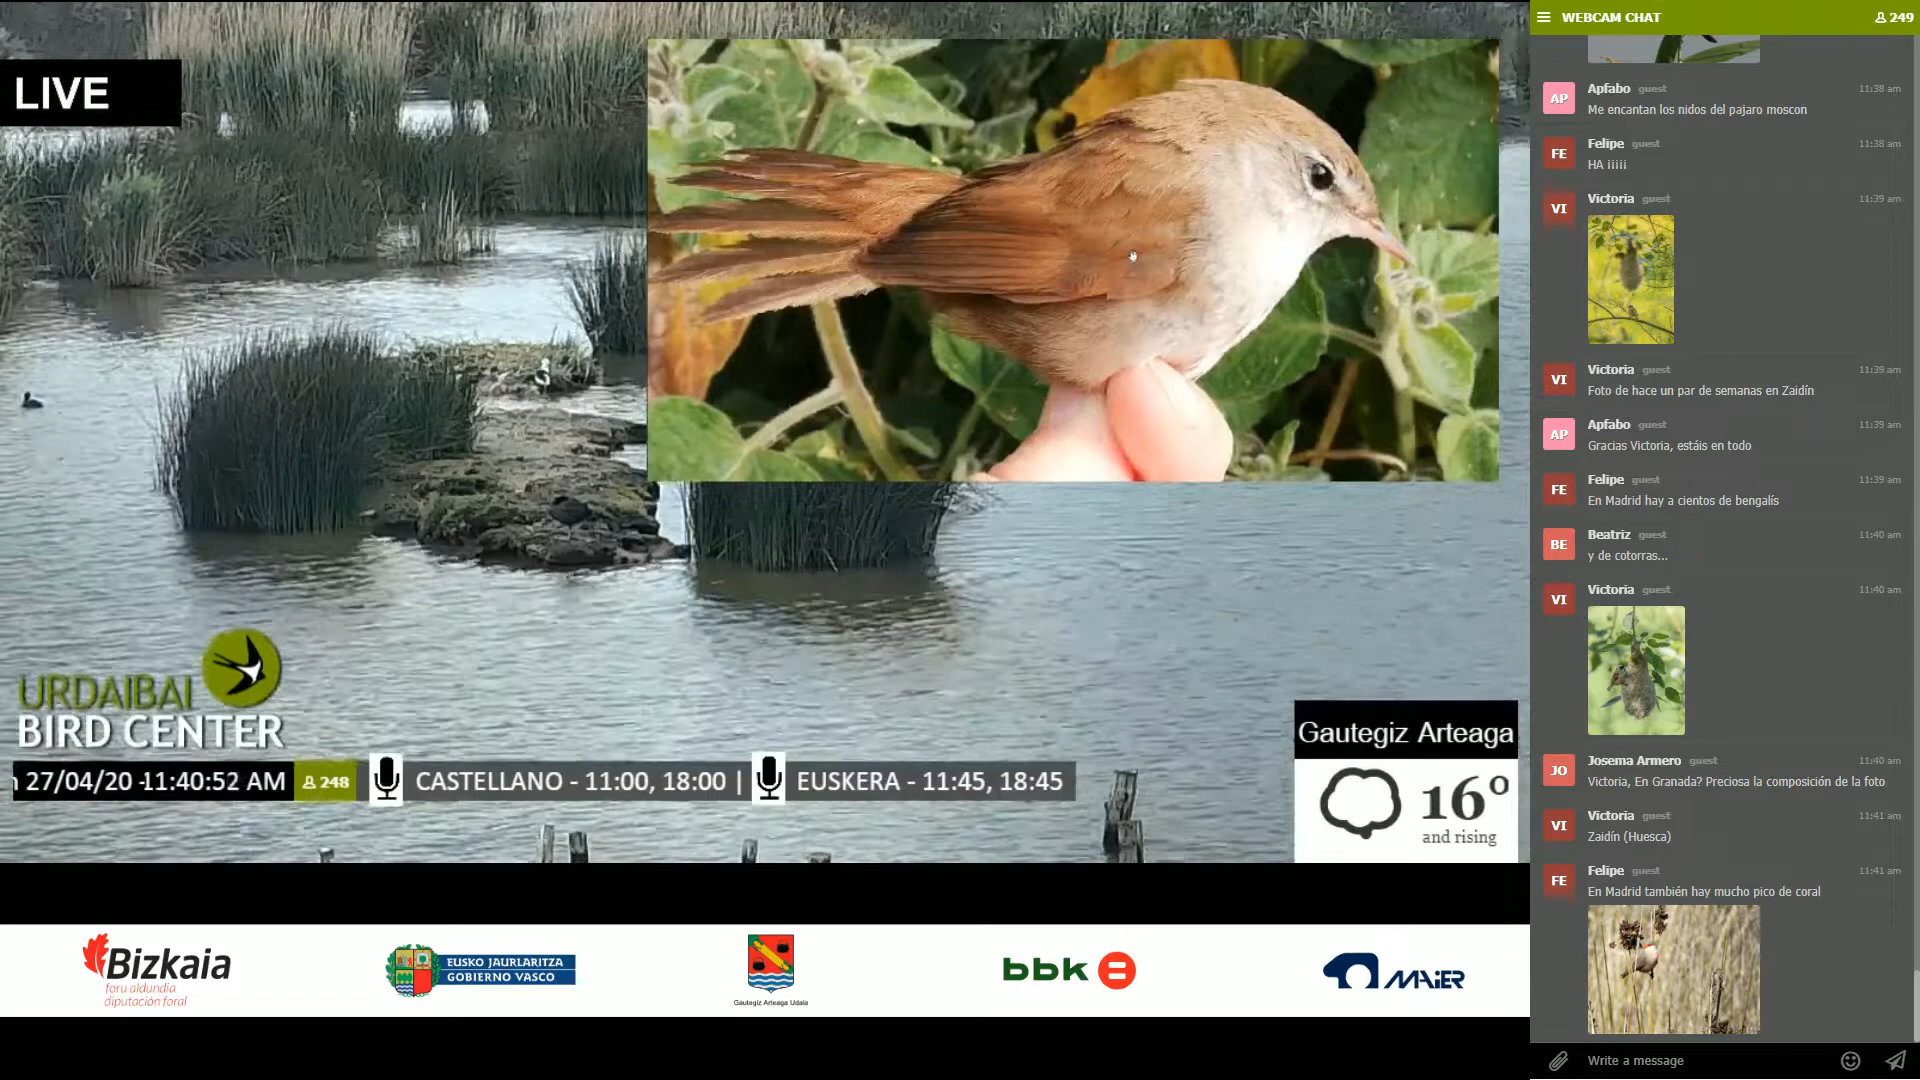 LIVE
URDAIBAI
BIRD CENTER
27/04/20 - 11:40:52 AM
248
CASTELLANO - 11:00, 18:00 |
EUSKERA - 11:45, 18:45
Gautegiz Arteaga
16º
and rising
Bizkaia
foru aldundia
diputación foral
EUSKO JAURLARITZA
GOBIERNO VASCO
Gautegiz Arteaga Udala
bbk
MAIER
WEBCAM CHAT
249
AP
Apfabo guest 11:38 am
Me encantan los nidos del pajaro moscon
FE
Felipe guest 11:38 am
HA iiiii
VI
Victoria guest 11:39 am
VI
Victoria guest 11:39 am
Foto de hace un par de semanas en Zaidín
AP
Apfabo guest 11:39 am
Gracias Victoria, estáis en todo
FE
Felipe guest 11:39 am
En Madrid hay a cientos de bengalís
BE
Beatriz guest 11:40 am
y de cotorras...
VI
Victoria guest 11:40 am
JO
Josema Armero guest 11:40 am
Victoria, En Granada? Preciosa la composición de la foto
VI
Victoria guest 11:41 am
Zaidín (Huesca)
FE
Felipe guest 11:41 am
En Madrid también hay mucho pico de coral
Write a message